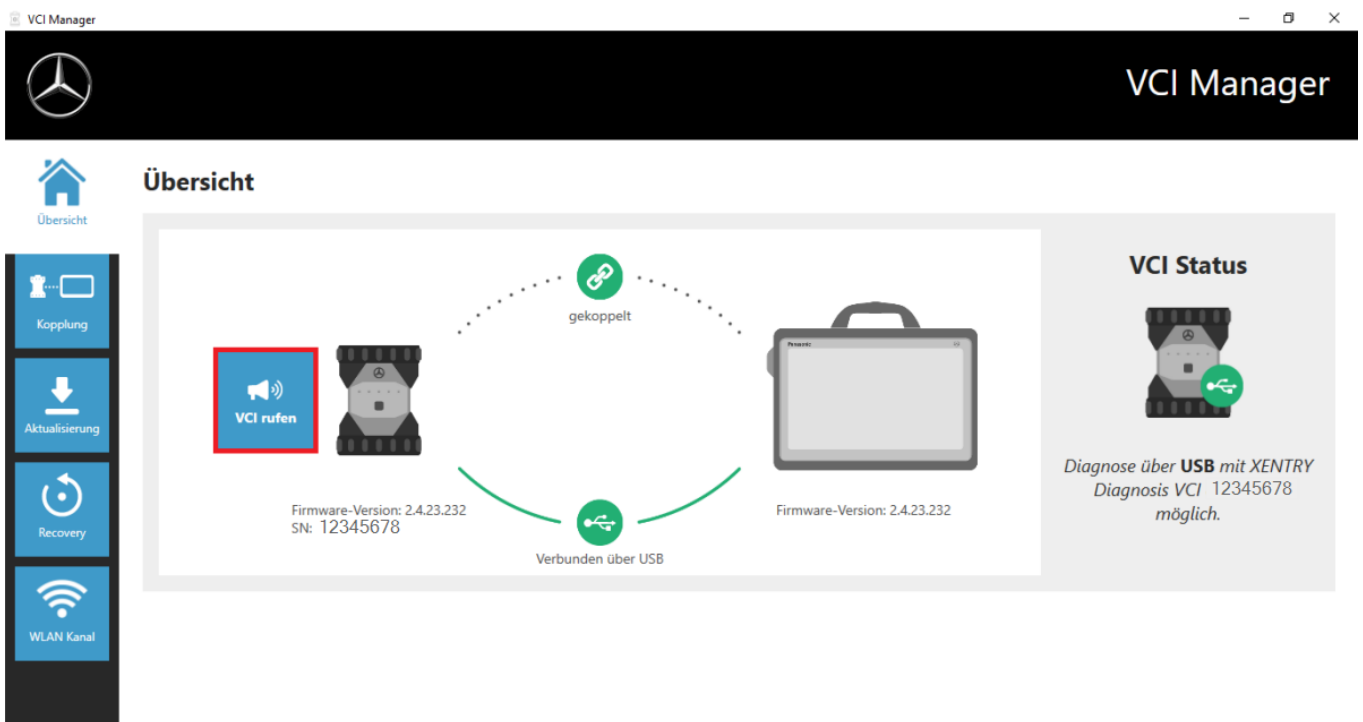 VCI Manager
VCI Manager
Übersicht
Kopplung
Aktualisierung
Recovery
WLAN Kanal
Übersicht
gekoppelt
VCI rufen
Firmware-Version: 2.4.23.232
SN: 12345678
Verbunden über USB
Panasonic
Firmware-Version: 2.4.23.232
VCI Status
Diagnose über USB mit XENTRY
Diagnosis VCI 12345678
möglich.